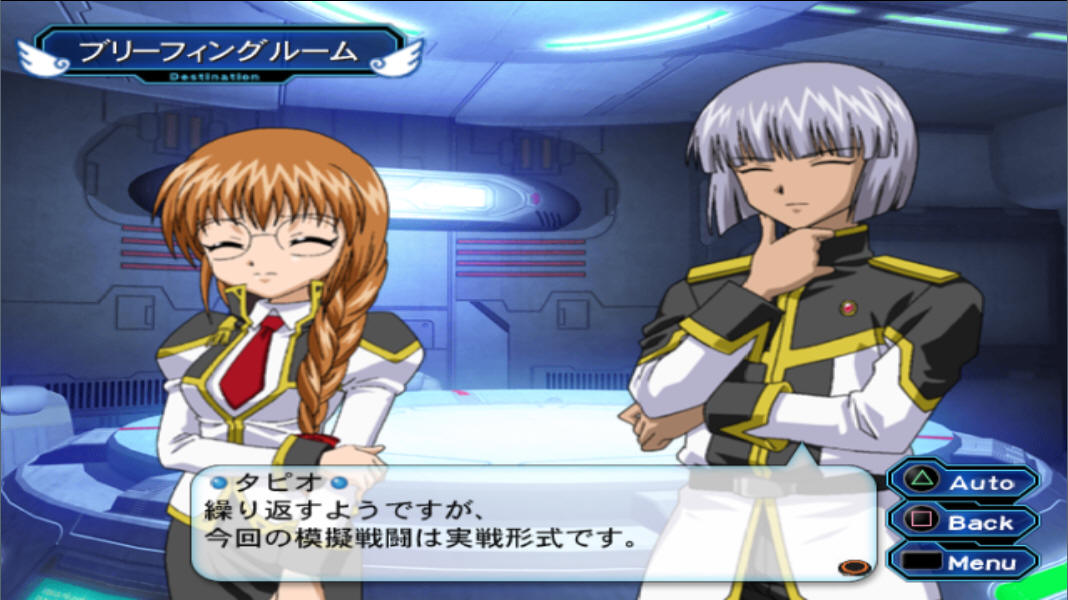 ブリーフィングルーム
Destination
タピオ
繰り返すようですが、
今回の模擬戦闘は実戦形式です。
Auto
Back
Menu